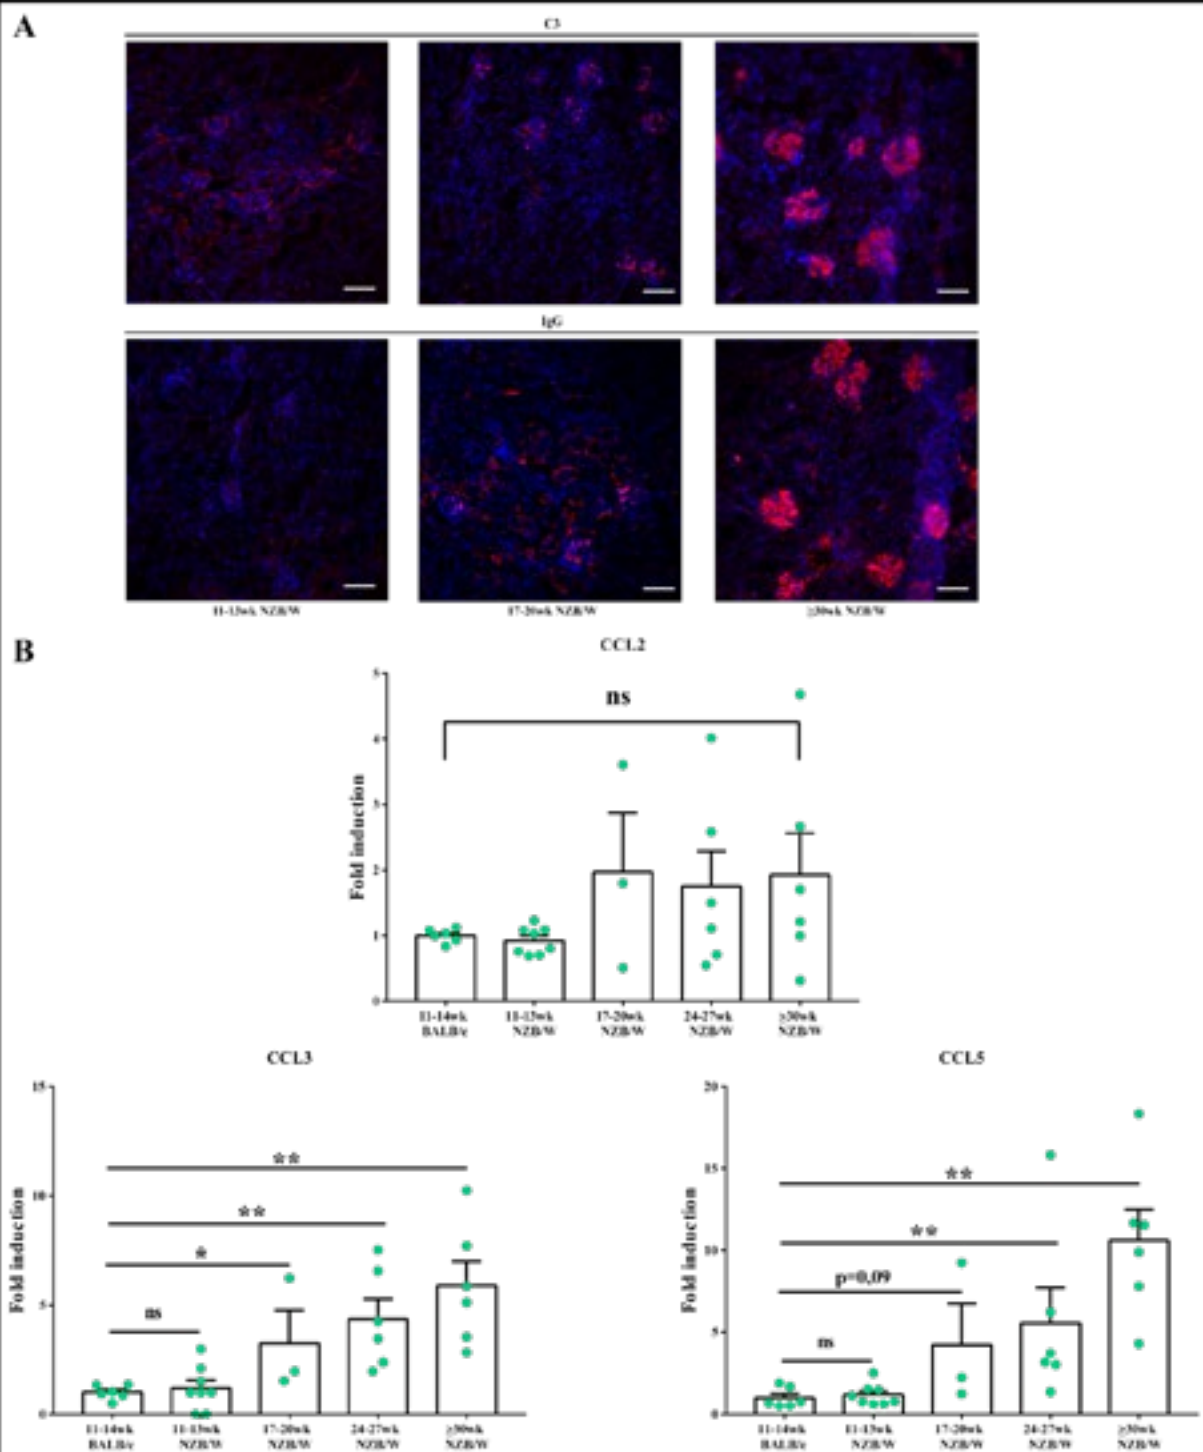 A
C3
IgG
11-13wk NZB/W 17-20wk NZB/W ≥30wk NZB/W
B
CCL2
5
4
3
2
1
0
Fold induction
ns
11-14wk BALB/c
11-13wk NZB/W
17-20wk NZB/W
24-27wk NZB/W
≥30wk NZB/W
CCL3
15
10
5
0
Fold induction
**
**
*
ns
11-14wk BALB/c
11-13wk NZB/W
17-20wk NZB/W
24-27wk NZB/W
≥30wk NZB/W
CCL5
20
15
10
5
0
Fold induction
**
**
p=0,09
ns
11-14wk BALB/c
11-13wk NZB/W
17-20wk NZB/W
24-27wk NZB/W
≥30wk NZB/W